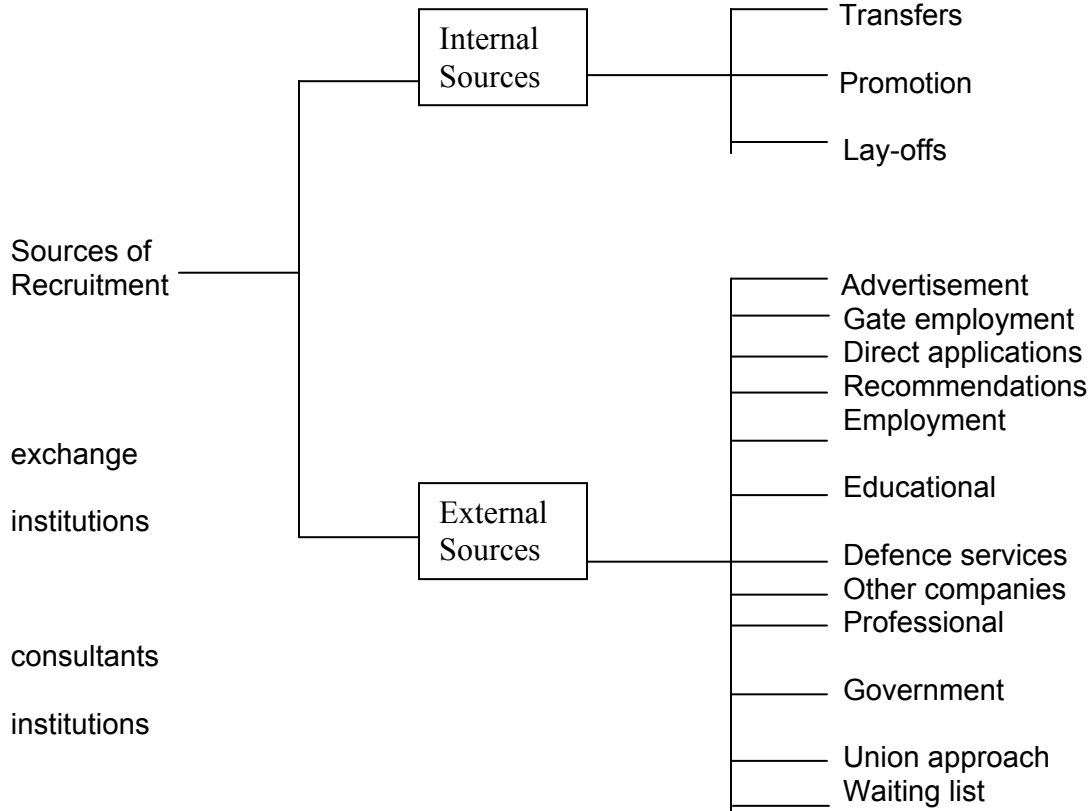 Internal
Sources
Transfers
Promotion
Lay-offs
Sources of
Recruitment
External
Sources
Advertisement
Gate employment
Direct applications
Recommendations
Employment
exchange
Educational
institutions
Defence services
Other companies
Professional
consultants
Government
institutions
Union approach
Waiting list